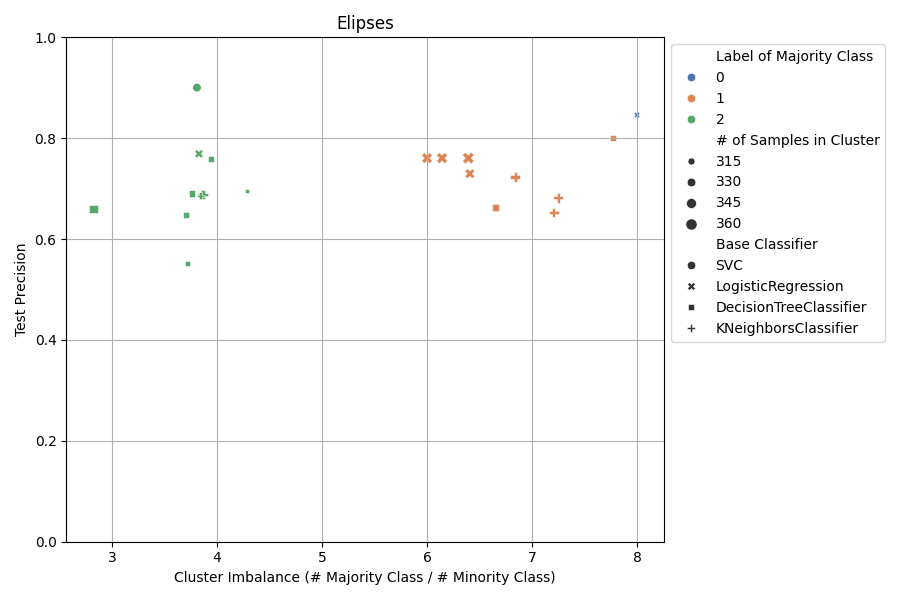 Elipses
1.0
0.8
0.6
0.4
0.2
0.0
Test Precision
3 4 5 6 7 8
Cluster Imbalance (# Majority Class / # Minority Class)
Label of Majority Class
0
1
2
# of Samples in Cluster
315
330
345
360
Base Classifier
SVC
LogisticRegression
DecisionTreeClassifier
KNeighborsClassifier